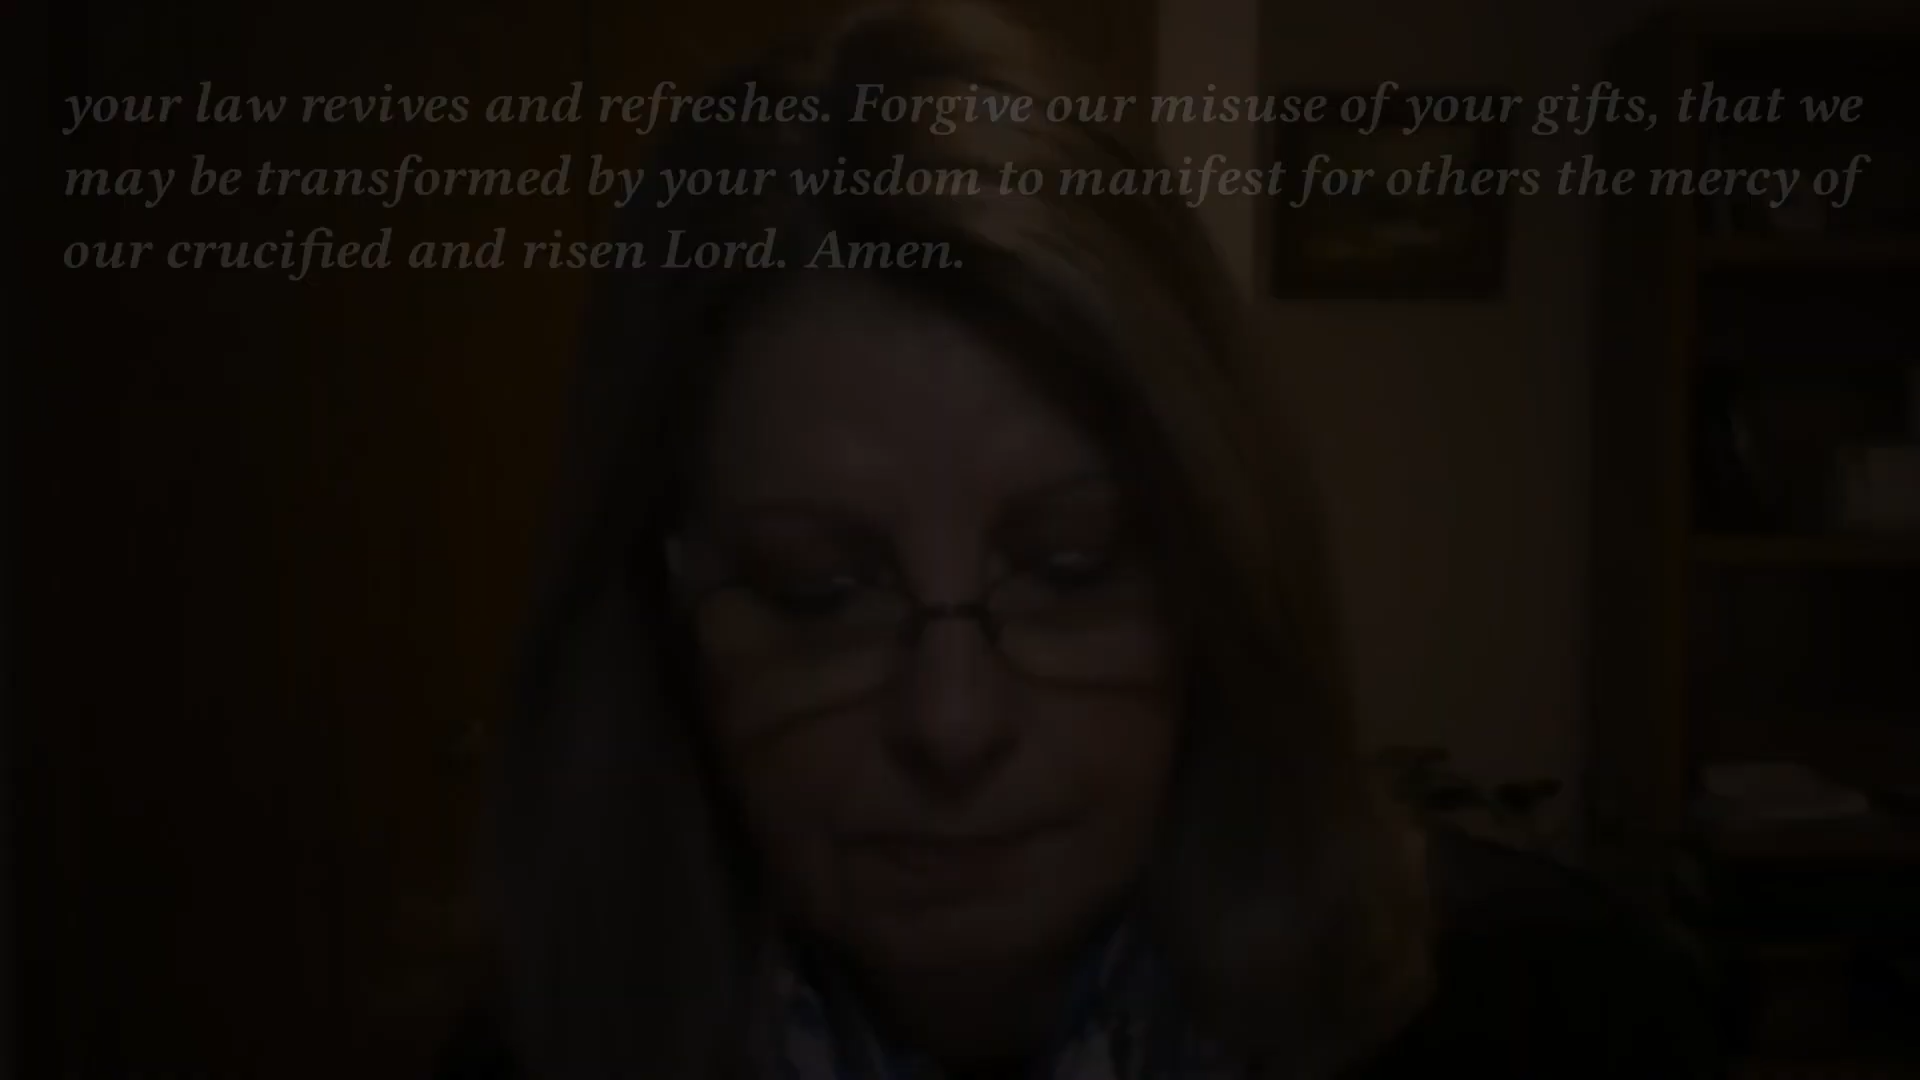 your law revives and refreshes. Forgive our misuse of your gifts, that we
may be transformed by your wisdom to manifest for others the mercy of
our crucified and risen Lord. Amen.